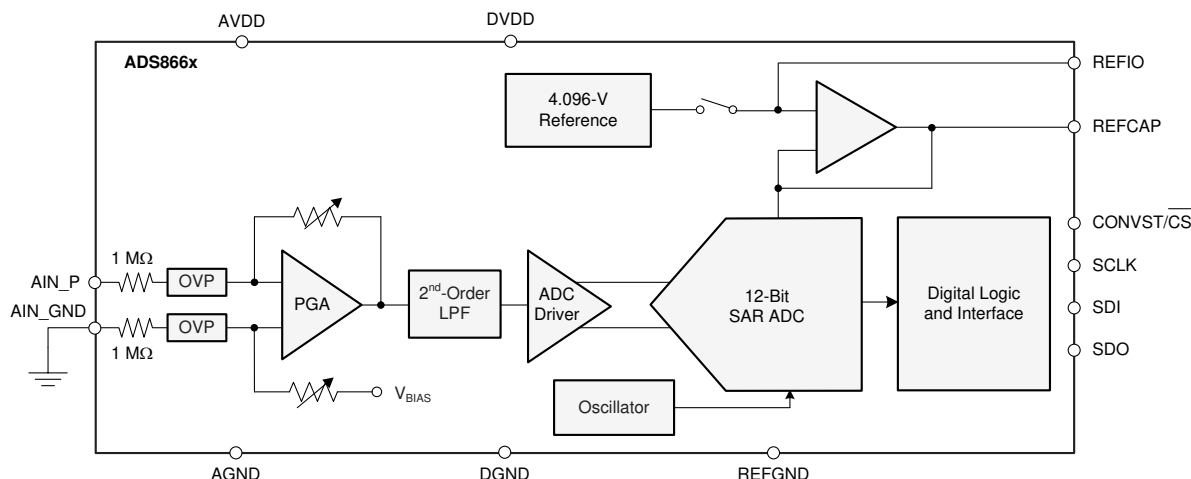 AVDD
DVDD
ADS866x
REFIO
4.096-V
Reference
REFCAP
CONVST/CS
1 MΩ
AIN_P
OVP
PGA
2nd-Order
LPF
ADC
Driver
12-Bit
SAR ADC
Digital Logic
and Interface
SCLK
AIN_GND
OVP
SDI
1 MΩ
SDO
VBIAS
Oscillator
AGND
DGND
REFGND